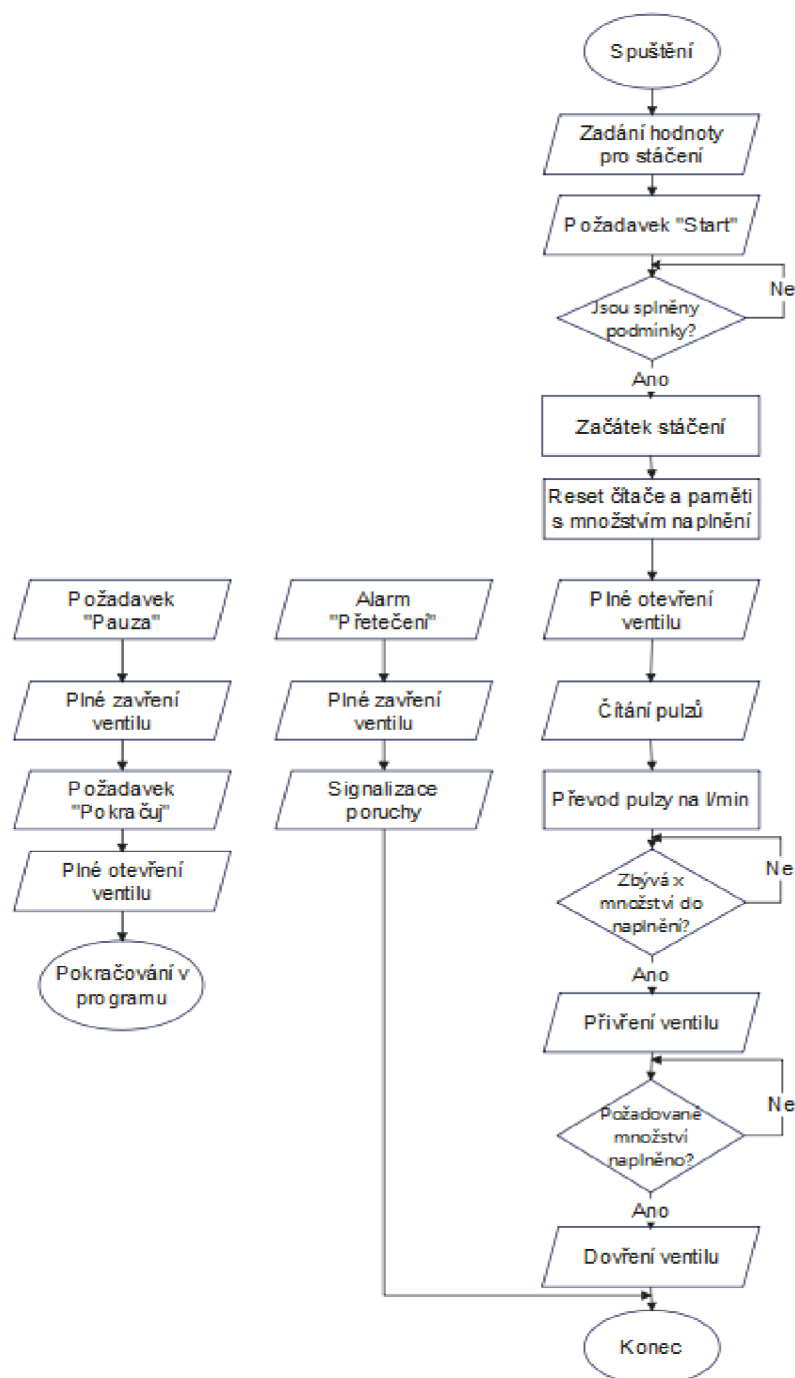 Spuštění
Zadání hodnoty
pro stáčení
Požadavek "Start"
Ne
Jsou splněny
podmínky?
Ano
Začátek stáčení
Reset čítače a paměti
s množstvím naplnění
Plné otevření
ventilu
Čítání pulzů
Převod pulzy na l/min
Ne
Zbývá x
množství do
naplnění?
Ano
Přivření ventilu
Ne
Požadované
množství
naplněno?
Ano
Dovření ventilu
Konec
Alarm
"Přetečení"
Plné zavření
ventilu
Signalizace
poruchy
Požadavek
"Pauza"
Plné zavření
ventilu
Požadavek
"Pokračuj"
Plné otevření
ventilu
Pokračování v
programu